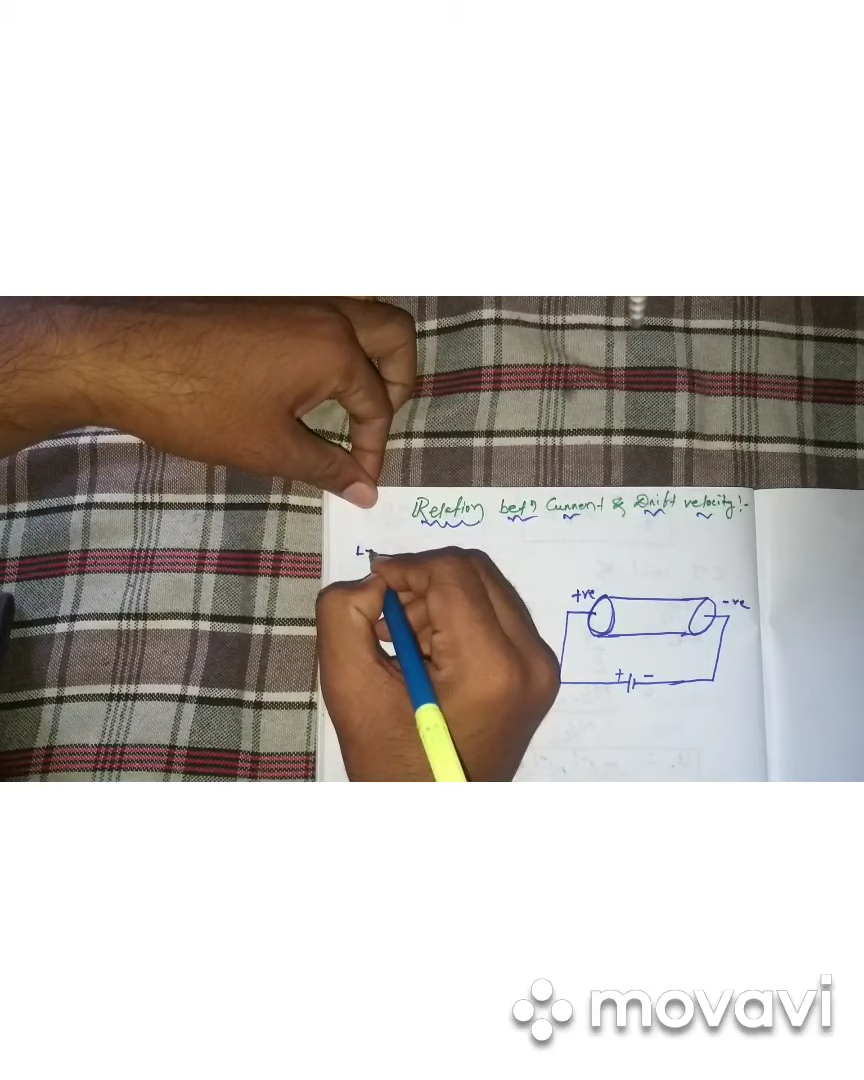 Relation betn Current & Drift velocity :-
L
+ve
-ve
+ -
movavi